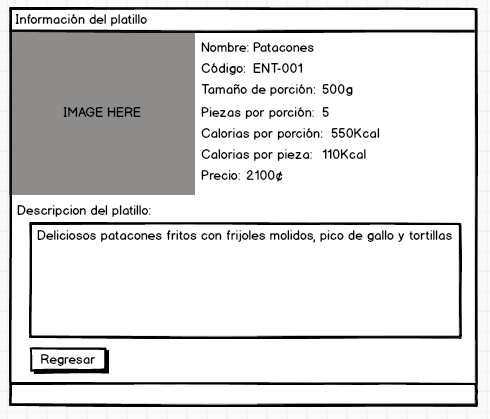 Información del platillo
IMAGE HERE
Nombre: Patacones
Código: ENT-001
Tamaño de porción: 500g
Piezas por porción: 5
Calorias por porción: 550Kcal
Calorias por pieza: 110Kcal
Precio: 2100¢
Descripcion del platillo:
Deliciosos patacones fritos con frijoles molidos, pico de gallo y tortillas
Regresar